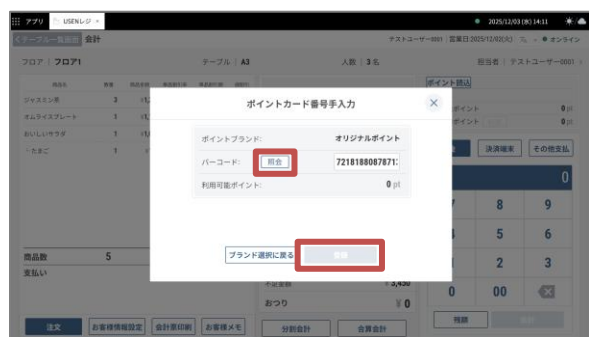 アプリ USENレジ × 2025/12/03(水) 14:11
<テーブル一覧画面 会計 テストユーザー0001 営業日:2025/12/02(火) オンライン
フロア | フロア1 テーブル | A3 人数 | 3 名 担当者 | テストユーザー0001
商品名 数量
ポイント読込
ジャスミン茶 3
ポイントカード番号手入力 ×
ポイント 0 pt
オムライスプレート 1
ポイント 0 pt
おいしいサラダ 1
ポイントブランド: オリジナルポイント
・たまご 1
バーコード: 照会 7218188087871
決済端末 その他支払
利用可能ポイント: 0 pt
0
8 9
5 6
ブランド選択に戻る 登録
商品数 5
2 3
支払い
不足金額 ¥ 3,450
0 00
おつり ¥ 0
注文 お客様情報設定 会計票印刷 お客様メモ 分割会計 合算会計 残額